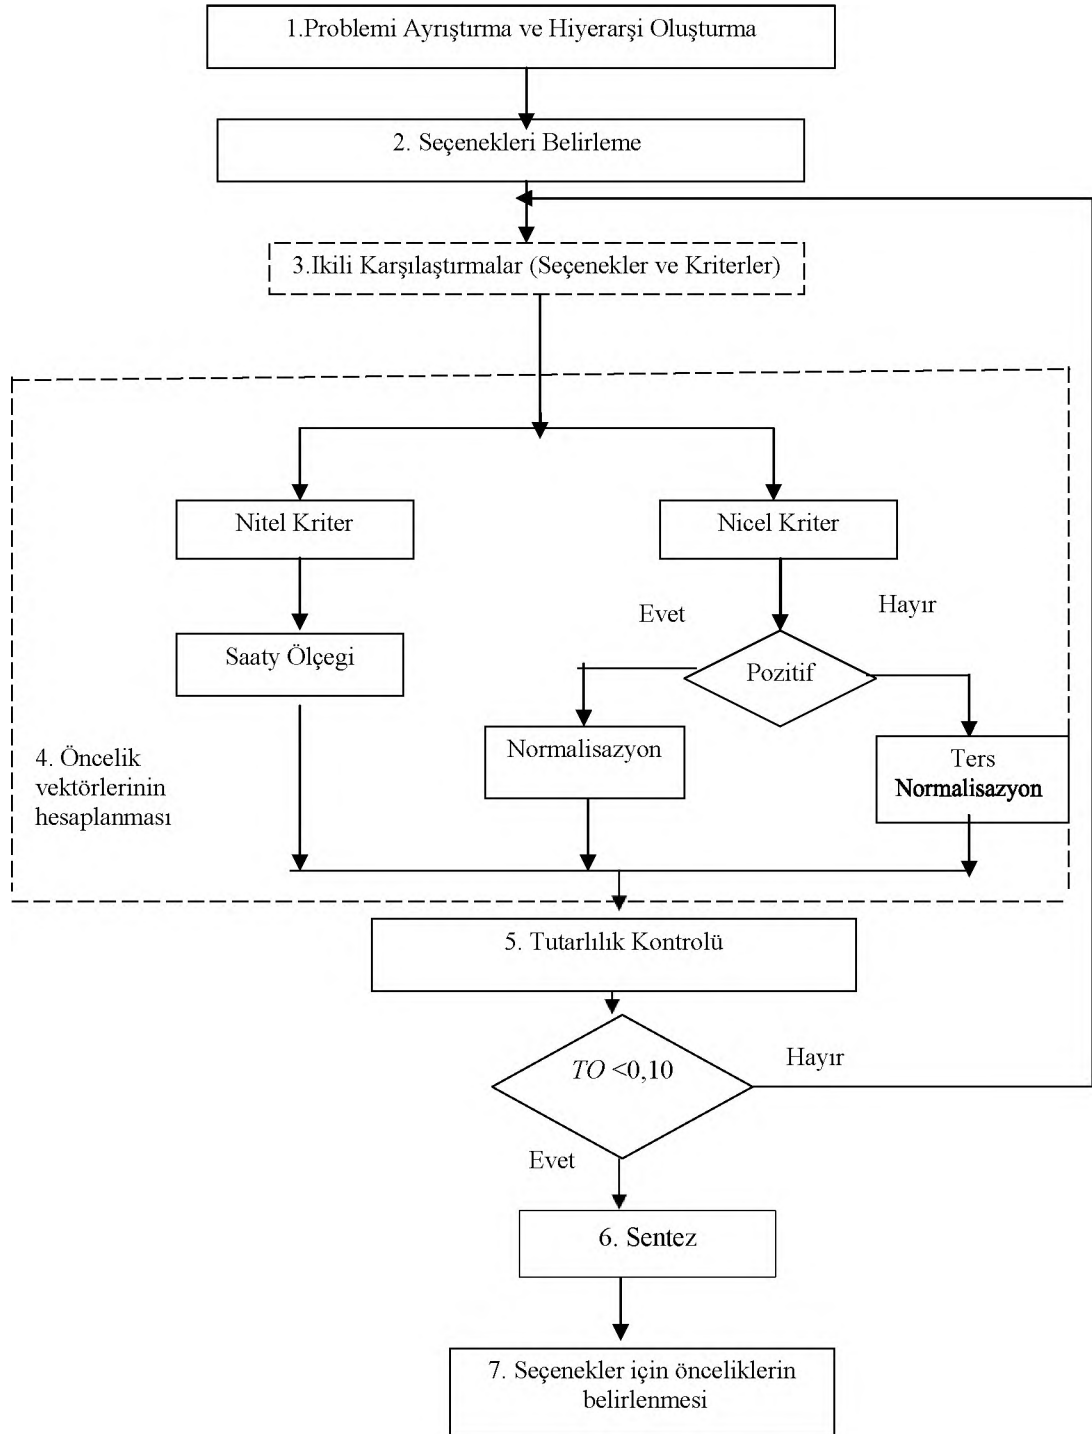 1.Problemi Ayrıştırma ve Hiyerarşi Oluşturma
2. Seçenekleri Belirleme
3.Ikili Karşılaştırmalar (Seçenekler ve Kriterler)
Nitel Kriter
Nicel Kriter
Evet
Hayır
Saaty Ölçegi
Pozitif
Normalisazyon
Ters
Normalisazyon
4. Öncelik
vektörlerinin
hesaplanması
5. Tutarlılık Kontrolü
TO <0,10
Hayır
Evet
6. Sentez
7. Seçenekler için önceliklerin
belirlenmesi